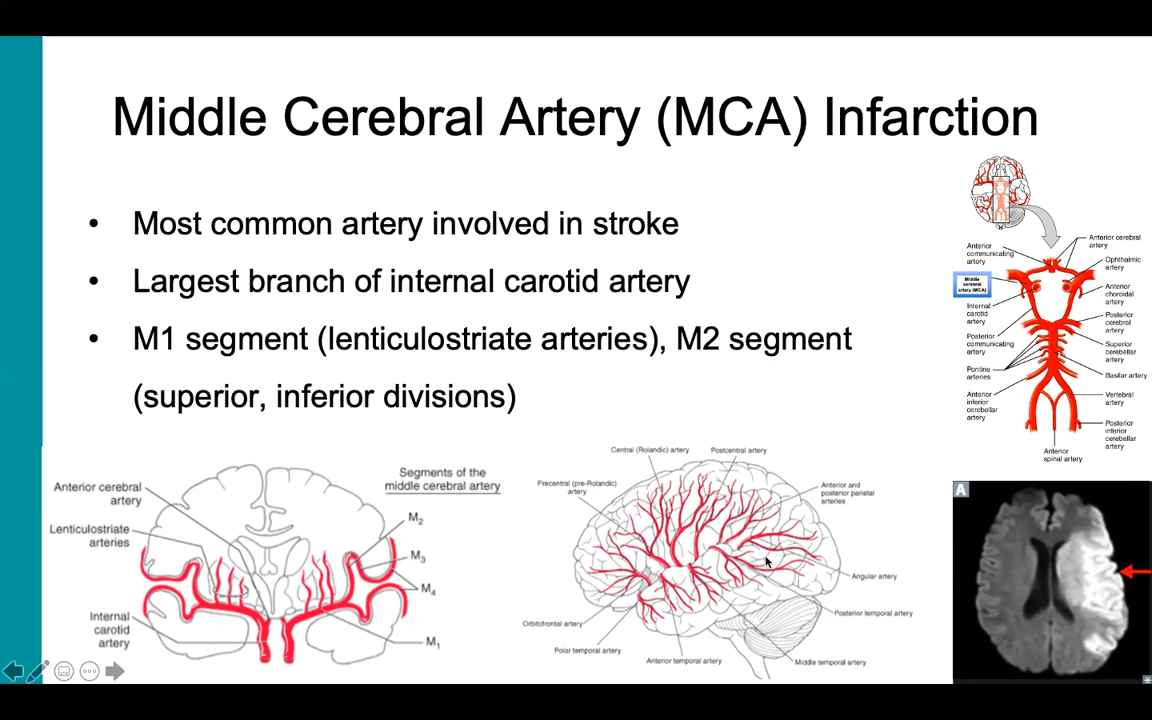 Middle Cerebral Artery (MCA) Infarction
• Most common artery involved in stroke
• Largest branch of internal carotid artery
• M1 segment (lenticulostriate arteries), M2 segment
(superior, inferior divisions)
Anterior
communicating
artery
Middle
cerebral
artery (MCA)
Internal
carotid
artery
Posterior
communicating
artery
Pontine
arteries
Anterior
inferior
cerebellar
artery
Anterior cerebral
artery
Ophthalmic
artery
Anterior
choroidal
artery
Posterior
cerebral
artery
Superior
cerebellar
artery
Basilar artery
Vertebral
artery
Posterior
inferior
cerebellar
artery
Anterior
spinal artery
Segments of the
middle cerebral artery
Anterior cerebral
artery
Lenticulostriate
arteries
Internal
carotid
artery
M2
M3
M4
M1
Central (Rolandic) artery
Postcentral artery
Precentral (pre-Rolandic)
artery
Anterior and
posterior parietal
arteries
Angular artery
Orbitofrontal artery
Posterior temporal artery
Polar temporal artery
Anterior temporal artery
Middle temporal artery
A